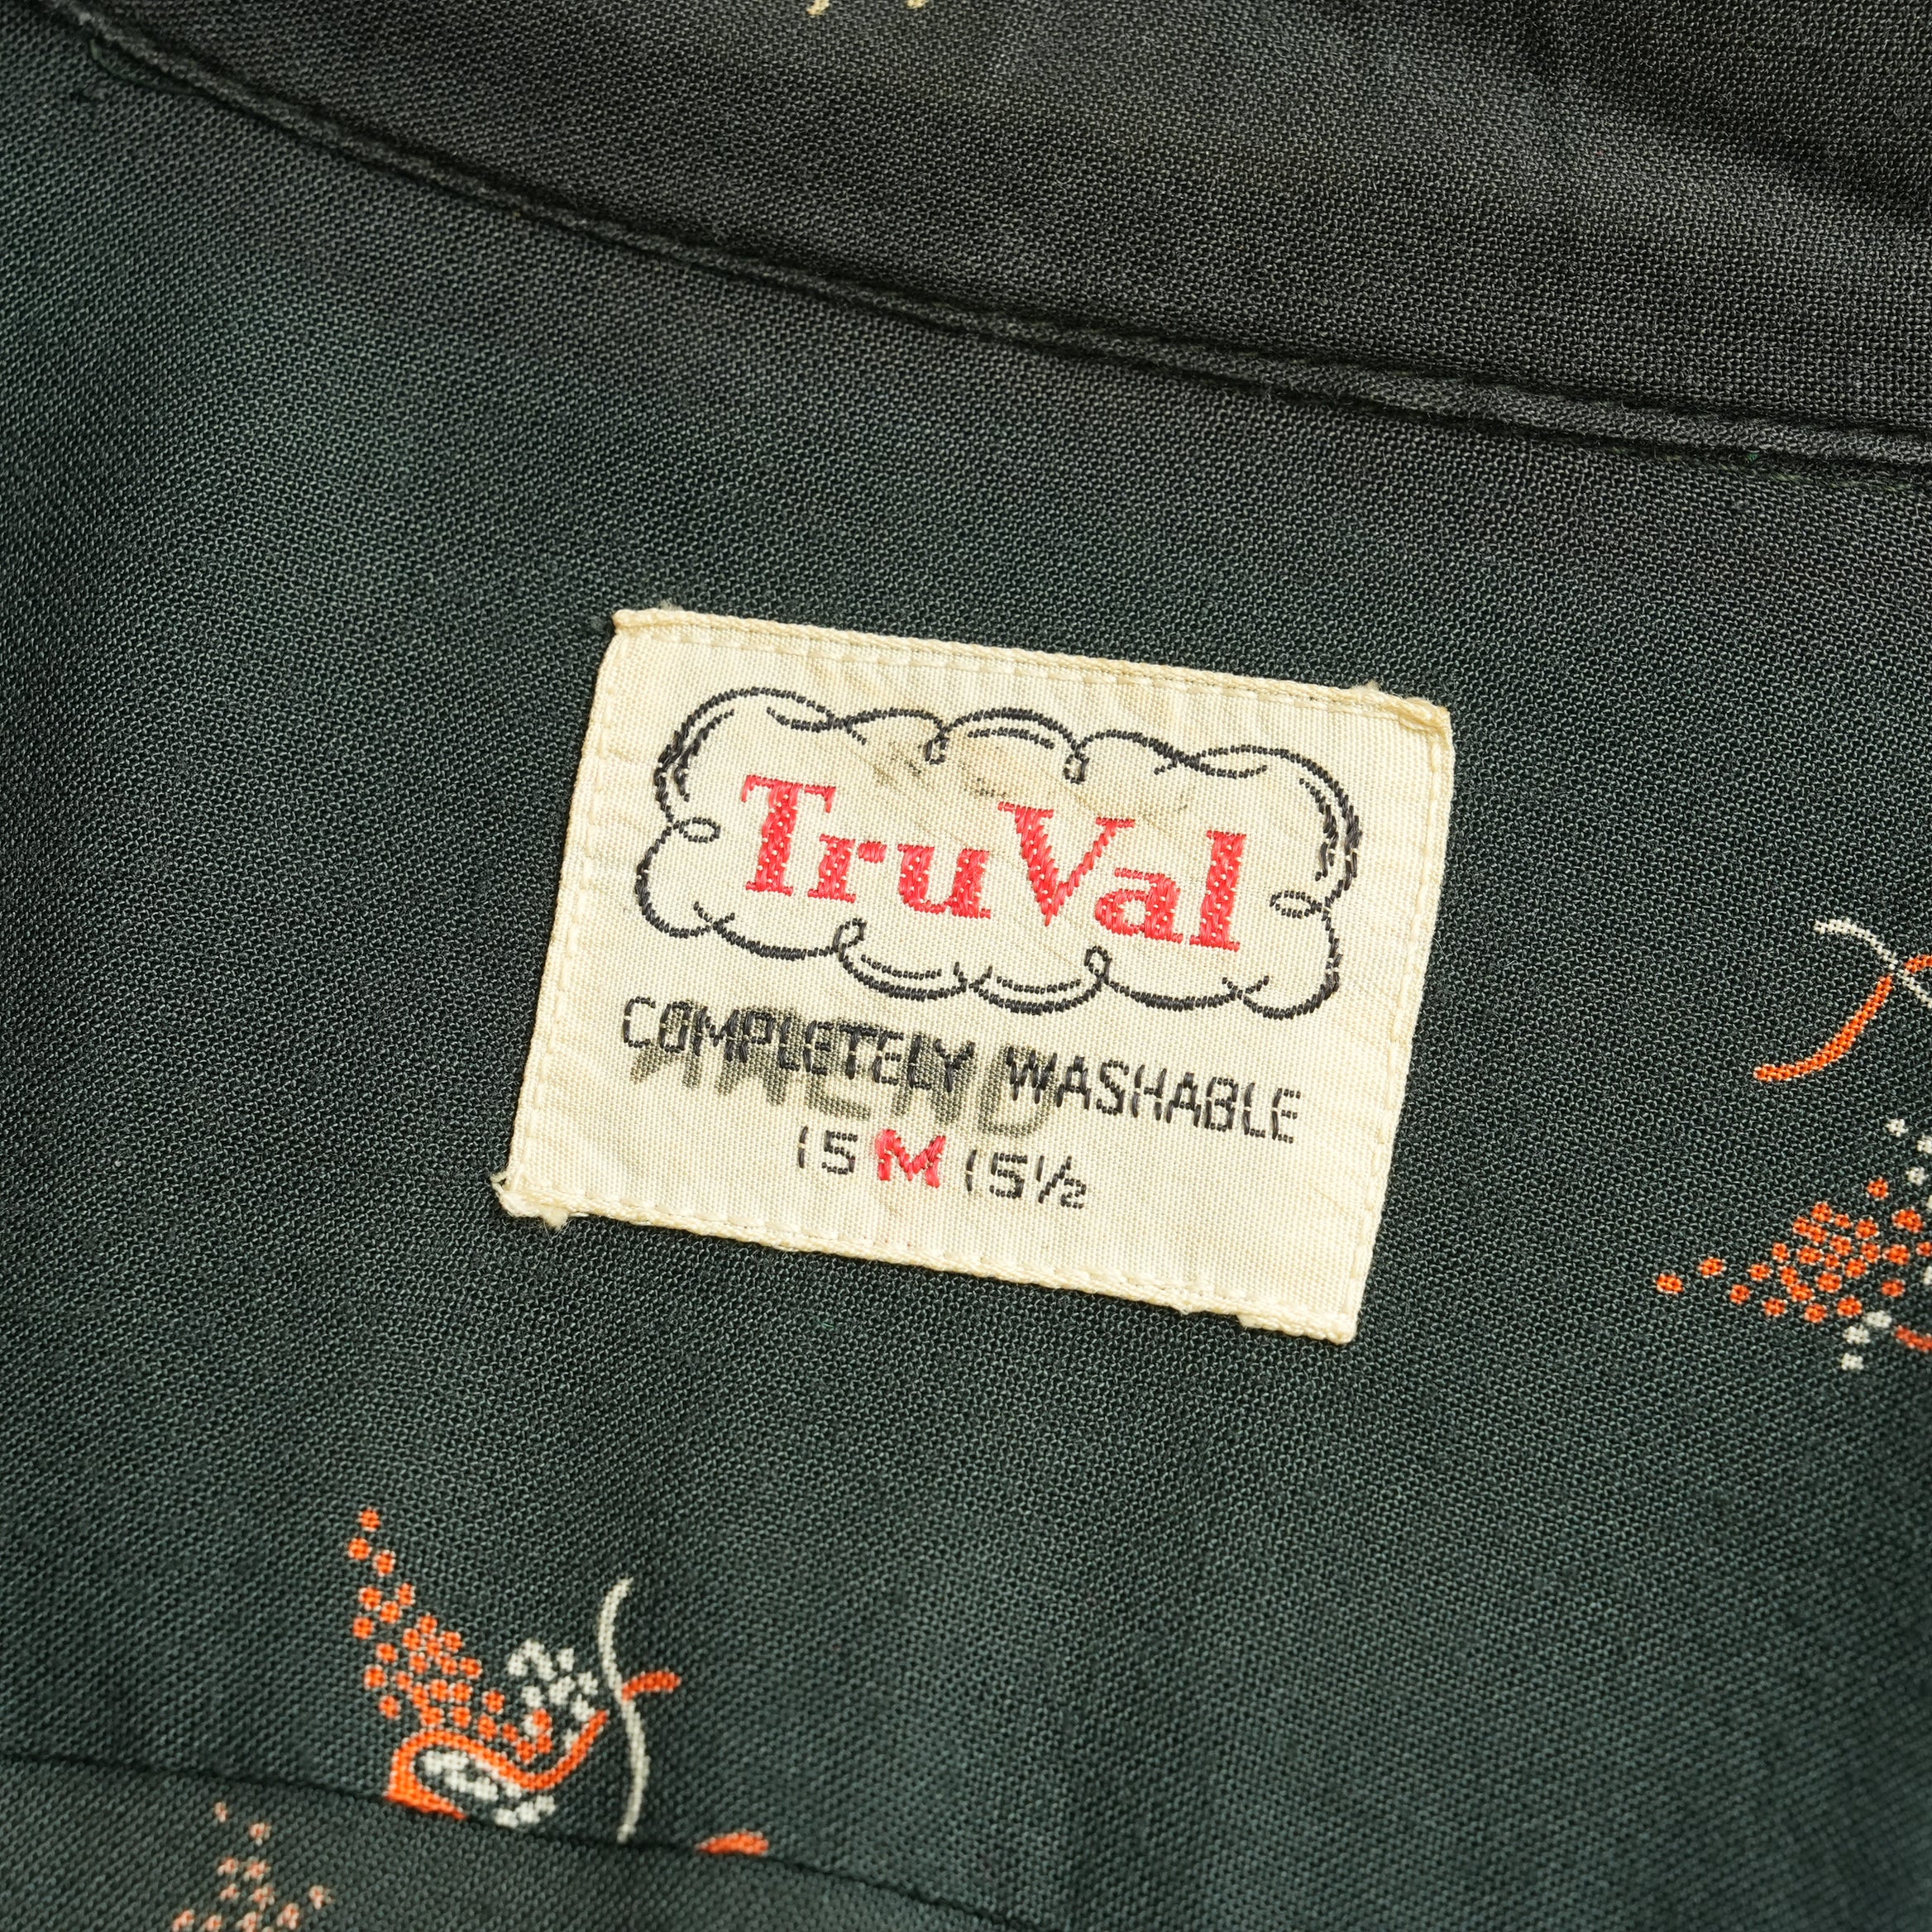 TruVal
COMPLETELY WASHABLE
15 M 15½